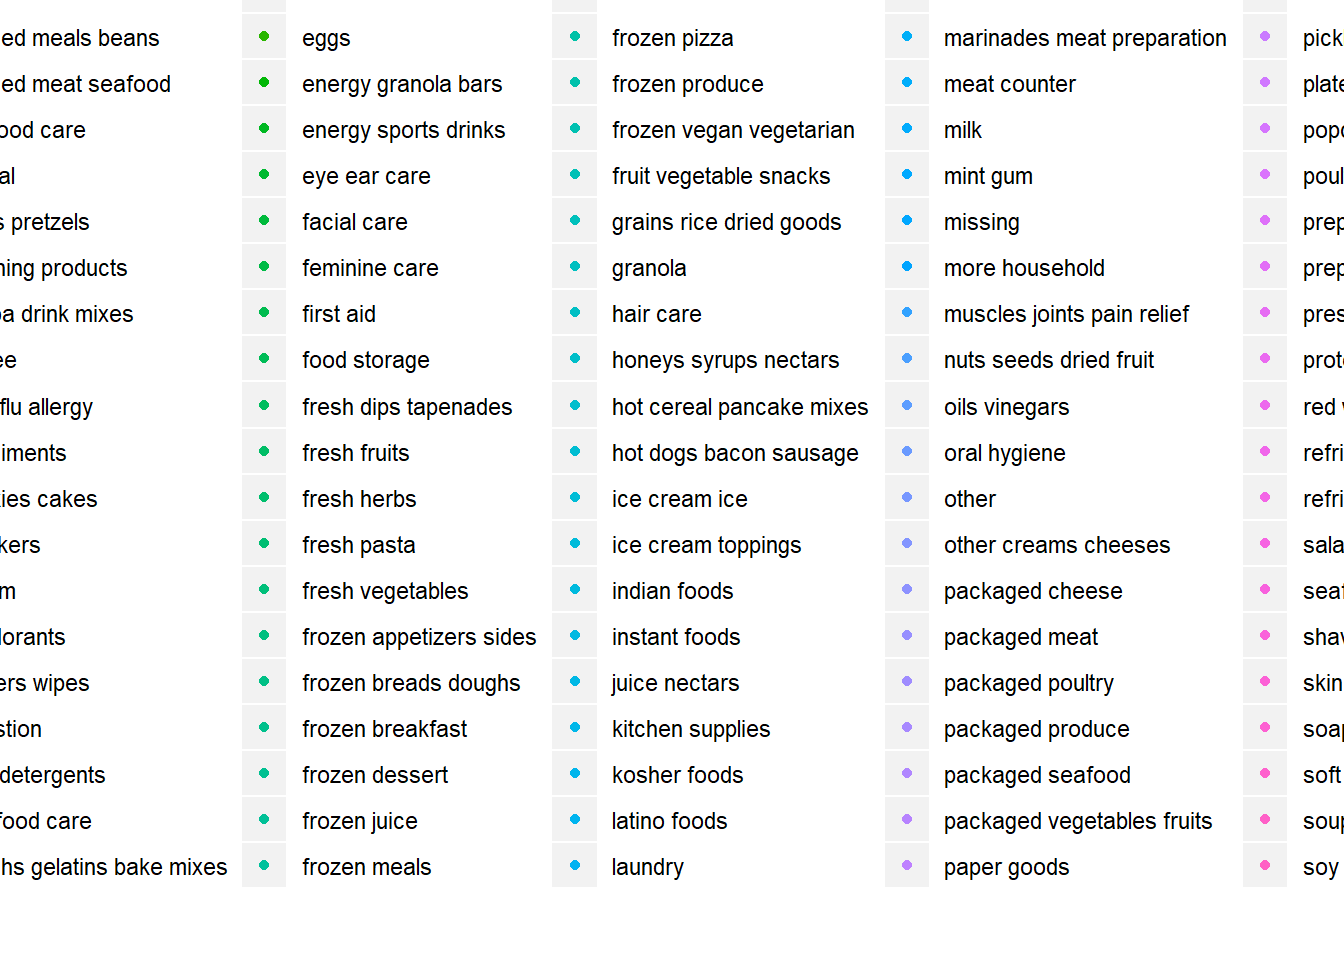 ed meals beans
ed meat seafood
ood care
al
s pretzels
ning products
oa drink mixes
ee
flu allergy
iments
kies cakes
kers
m
dorants
ers wipes
stion
detergents
food care
hs gelatins bake mixes
eggs
energy granola bars
energy sports drinks
eye ear care
facial care
feminine care
first aid
food storage
fresh dips tapenades
fresh fruits
fresh herbs
fresh pasta
fresh vegetables
frozen appetizers sides
frozen breads doughs
frozen breakfast
frozen dessert
frozen juice
frozen meals
frozen pizza
frozen produce
frozen vegan vegetarian
fruit vegetable snacks
grains rice dried goods
granola
hair care
honeys syrups nectars
hot cereal pancake mixes
hot dogs bacon sausage
ice cream ice
ice cream toppings
indian foods
instant foods
juice nectars
kitchen supplies
kosher foods
latino foods
laundry
marinades meat preparation
meat counter
milk
mint gum
missing
more household
muscles joints pain relief
nuts seeds dried fruit
oils vinegars
oral hygiene
other
other creams cheeses
packaged cheese
packaged meat
packaged poultry
packaged produce
packaged seafood
packaged vegetables fruits
paper goods
pick
plate
popc
poul
prep
prep
pres
prote
red v
refri
refri
sala
seaf
shav
skin
soap
soft
soup
soy